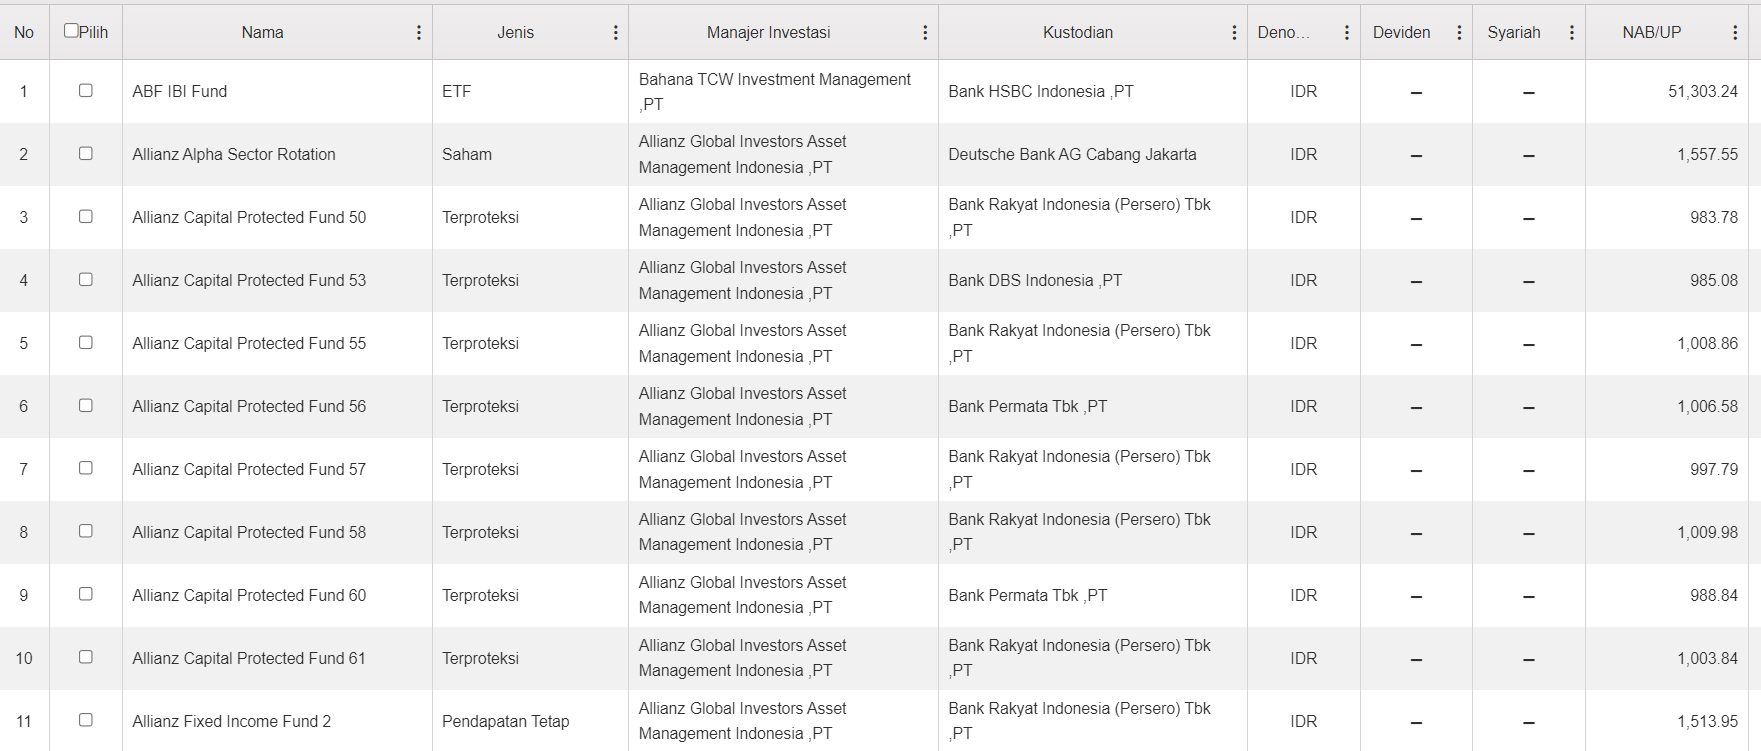 No Pilih Nama Jenis Manajer Investasi Kustodian Deno... Deviden Syariah NAB/UP
1 ABF IBI Fund ETF Bahana TCW Investment Management ,PT Bank HSBC Indonesia ,PT IDR – – 51,303.24
2 Allianz Alpha Sector Rotation Saham Allianz Global Investors Asset Management Indonesia ,PT Deutsche Bank AG Cabang Jakarta IDR – – 1,557.55
3 Allianz Capital Protected Fund 50 Terproteksi Allianz Global Investors Asset Management Indonesia ,PT Bank Rakyat Indonesia (Persero) Tbk ,PT IDR – – 983.78
4 Allianz Capital Protected Fund 53 Terproteksi Allianz Global Investors Asset Management Indonesia ,PT Bank DBS Indonesia ,PT IDR – – 985.08
5 Allianz Capital Protected Fund 55 Terproteksi Allianz Global Investors Asset Management Indonesia ,PT Bank Rakyat Indonesia (Persero) Tbk ,PT IDR – – 1,008.86
6 Allianz Capital Protected Fund 56 Terproteksi Allianz Global Investors Asset Management Indonesia ,PT Bank Permata Tbk ,PT IDR – – 1,006.58
7 Allianz Capital Protected Fund 57 Terproteksi Allianz Global Investors Asset Management Indonesia ,PT Bank Rakyat Indonesia (Persero) Tbk ,PT IDR – – 997.79
8 Allianz Capital Protected Fund 58 Terproteksi Allianz Global Investors Asset Management Indonesia ,PT Bank Rakyat Indonesia (Persero) Tbk ,PT IDR – – 1,009.98
9 Allianz Capital Protected Fund 60 Terproteksi Allianz Global Investors Asset Management Indonesia ,PT Bank Permata Tbk ,PT IDR – – 988.84
10 Allianz Capital Protected Fund 61 Terproteksi Allianz Global Investors Asset Management Indonesia ,PT Bank Rakyat Indonesia (Persero) Tbk ,PT IDR – – 1,003.84
11 Allianz Fixed Income Fund 2 Pendapatan Tetap Allianz Global Investors Asset Management Indonesia ,PT Bank Rakyat Indonesia (Persero) Tbk ,PT IDR – – 1,513.95